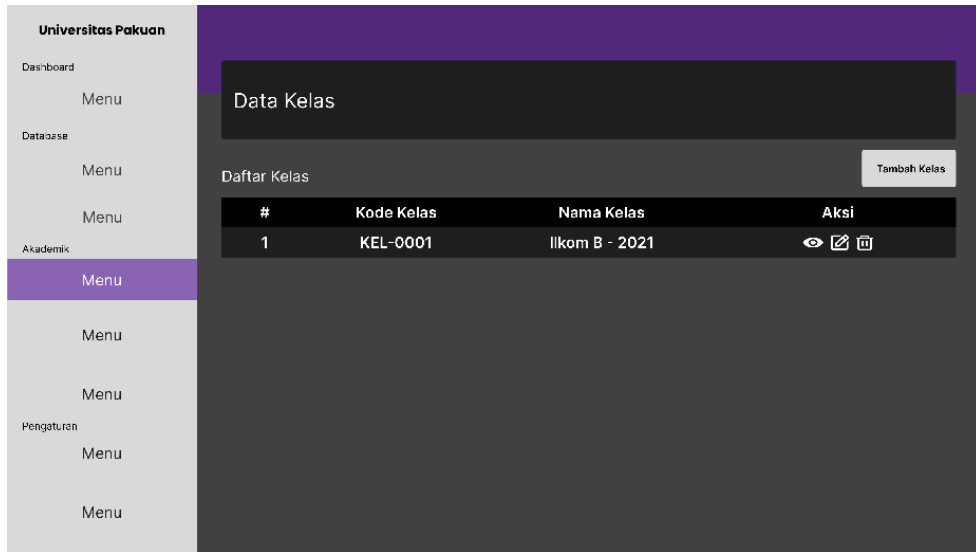 Universitas Pakuan
Dashboard
Menu
Database
Menu
Menu
Akademik
Menu
Menu
Menu
Pengaturan
Menu
Menu
Data Kelas
Daftar Kelas
Tambah Kelas
# Kode Kelas Nama Kelas Aksi
1 KEL-0001 Ilkom B - 2021